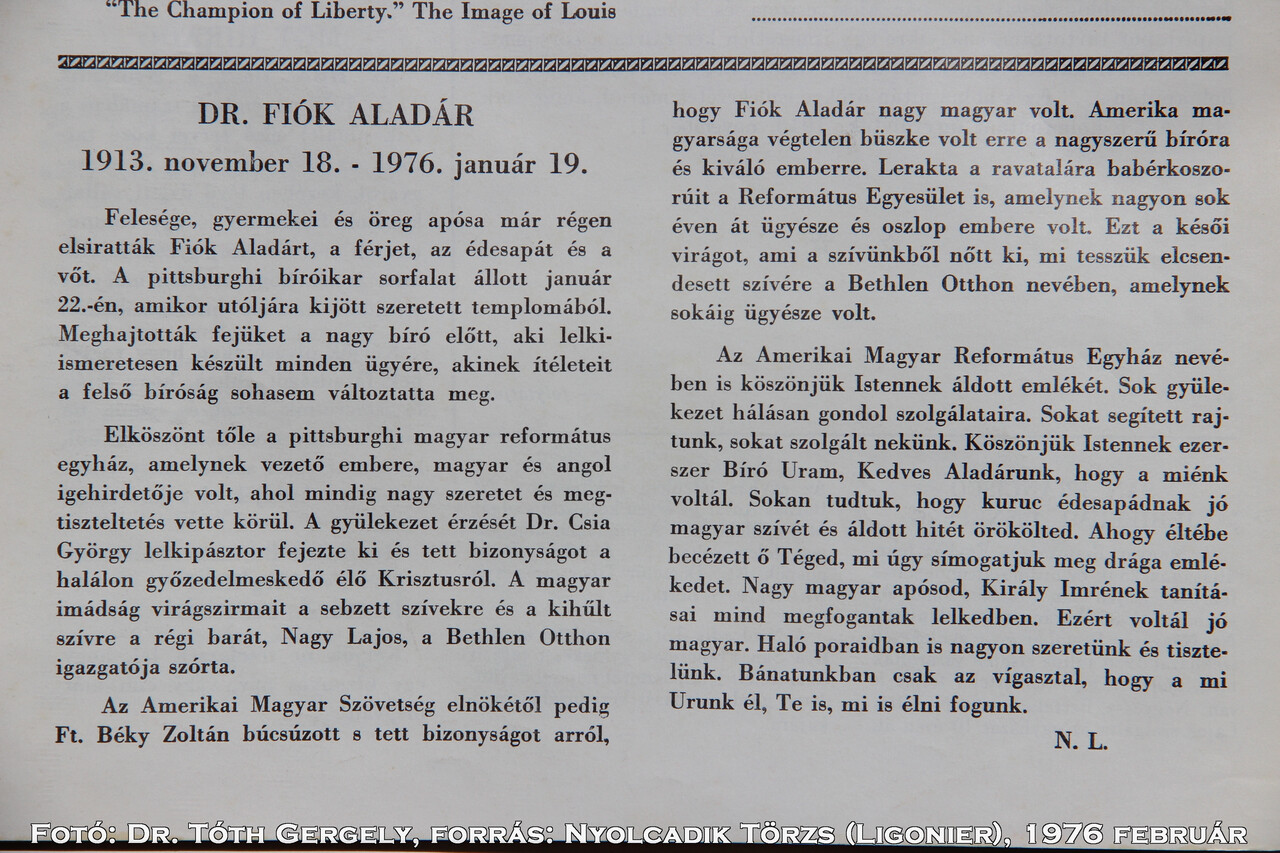 “The Champion of Liberty.” The Image of Louis
DR. FIÓK ALADÁR
1913. november 18. - 1976. január 19.
Felesége, gyermekei és öreg apósa már régen
elsiratták Fiók Aladárt, a férjet, az édesapát és a
vőt. A pittsburghi bíróikar sorfalat állott január
22.-én, amikor utóljára kijött szeretett templomából.
Meghajtották fejüket a nagy bíró előtt, aki lelki-
ismeretesen készült minden ügyére, akinek ítéleteit
a felső bíróság sohasem változtatta meg.
Elköszönt tőle a pittsburghi magyar református
egyház, amelynek vezető embere, magyar és angol
igehirdetője volt, ahol mindig nagy szeretet és meg-
tiszteltetés vette körül. A gyülekezet érzését Dr. Csia
György lelkipásztor fejezte ki és tett bizonyságot a
halálon győzedelmeskedő élő Krisztusról. A magyar
imádság virágszirmait a sebzett szívekre és a kihűlt
szívre a régi barát, Nagy Lajos, a Bethlen Otthon
igazgatója szórta.
Az Amerikai Magyar Szövetség elnökétől pedig
Ft. Béky Zoltán búcsúzott s tett bizonyságot arról,
hogy Fiók Aladár nagy magyar volt. Amerika ma-
gyarsága végtelen büszke volt erre a nagyszerű bíróra
és kiváló emberre. Lerakta a ravatalára babérkoszo-
rúit a Református Egyesület is, amelynek nagyon sok
éven át ügyésze és oszlop embere volt. Ezt a késői
virágot, ami a szívünkből nőtt ki, mi tesszük elcsen-
desett szívére a Bethlen Otthon nevében, amelynek
sokáig ügyésze volt.
Az Amerikai Magyar Református Egyház nevé-
ben is köszönjük Istennek áldott emlékét. Sok gyüle-
kezet hálásan gondol szolgálataira. Sokat segített raj-
tunk, sokat szolgált nekünk. Köszönjük Istennek ezer-
szer Bíró Uram, Kedves Aladárunk, hogy a miénk
voltál. Sokan tudtuk, hogy kuruc édesapádnak jó
magyar szívét és áldott hitét örökölted. Ahogy éltébe
becézett ő Téged, mi úgy símogatjuk meg drága emlé-
kedet. Nagy magyar apósod, Király Imrének tanítá-
sai mind megfogantak lelkedben. Ezért voltál jó
magyar. Haló poraidban is nagyon szeretünk és tiszte-
lünk. Bánatunkban csak az vígasztal, hogy a mi
Urunk él, Te is, mi is élni fogunk.
N. L.
Fotó: Dr. Tóth Gergely, forrás: Nyolcadik Törzs (Ligonier), 1976 február